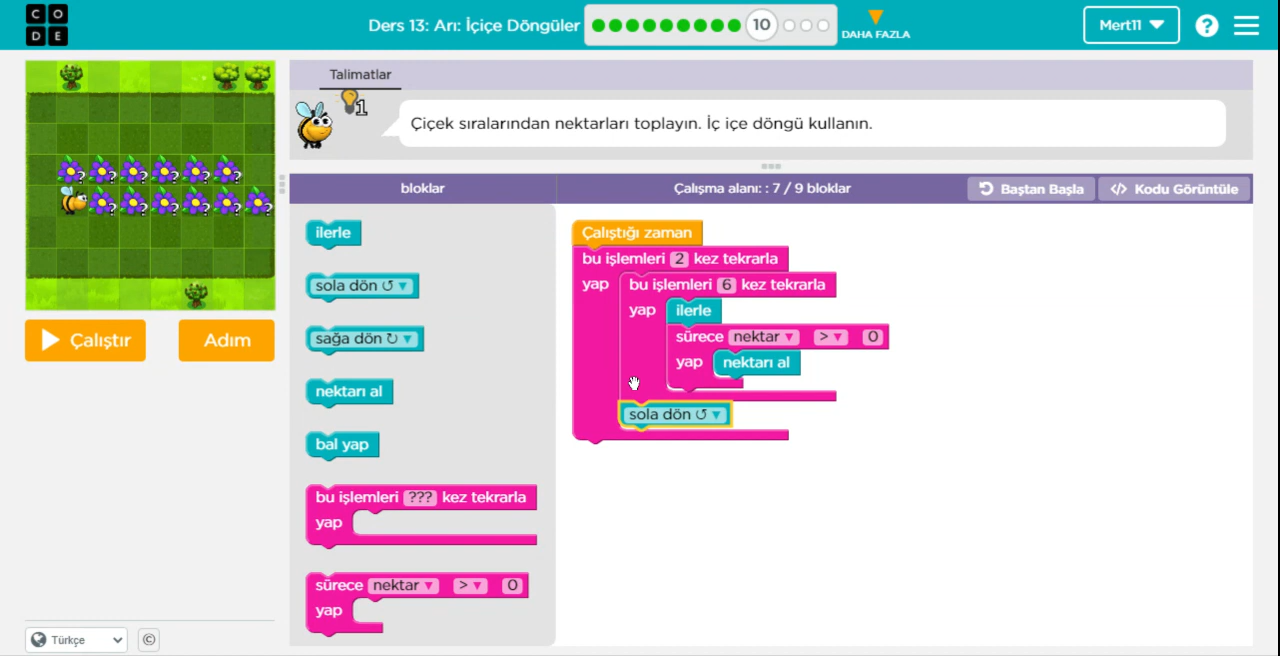 CODE
Ders 13: Arı: İçiçe Döngüler
10
DAHA FAZLA
Mert11
?
Talimatlar
1
Çiçek sıralarından nektarları toplayın. İç içe döngü kullanın.
bloklar
Çalışma alanı: : 7 / 9 bloklar
Baştan Başla
</> Kodu Görüntüle
? ? ? ? ? ?
? ? ? ? ? ?
Çalıştır
Adım
ilerle
sola dön ↺ ▼
sağa dön ↻ ▼
nektarı al
bal yap
bu işlemleri ??? kez tekrarla
yap
sürece nektar ▼ > ▼ 0
yap
Çalıştığı zaman
bu işlemleri 2 kez tekrarla
yap bu işlemleri 6 kez tekrarla
yap ilerle
sürece nektar ▼ > ▼ 0
yap nektarı al
sola dön ↺ ▼
Türkçe
©